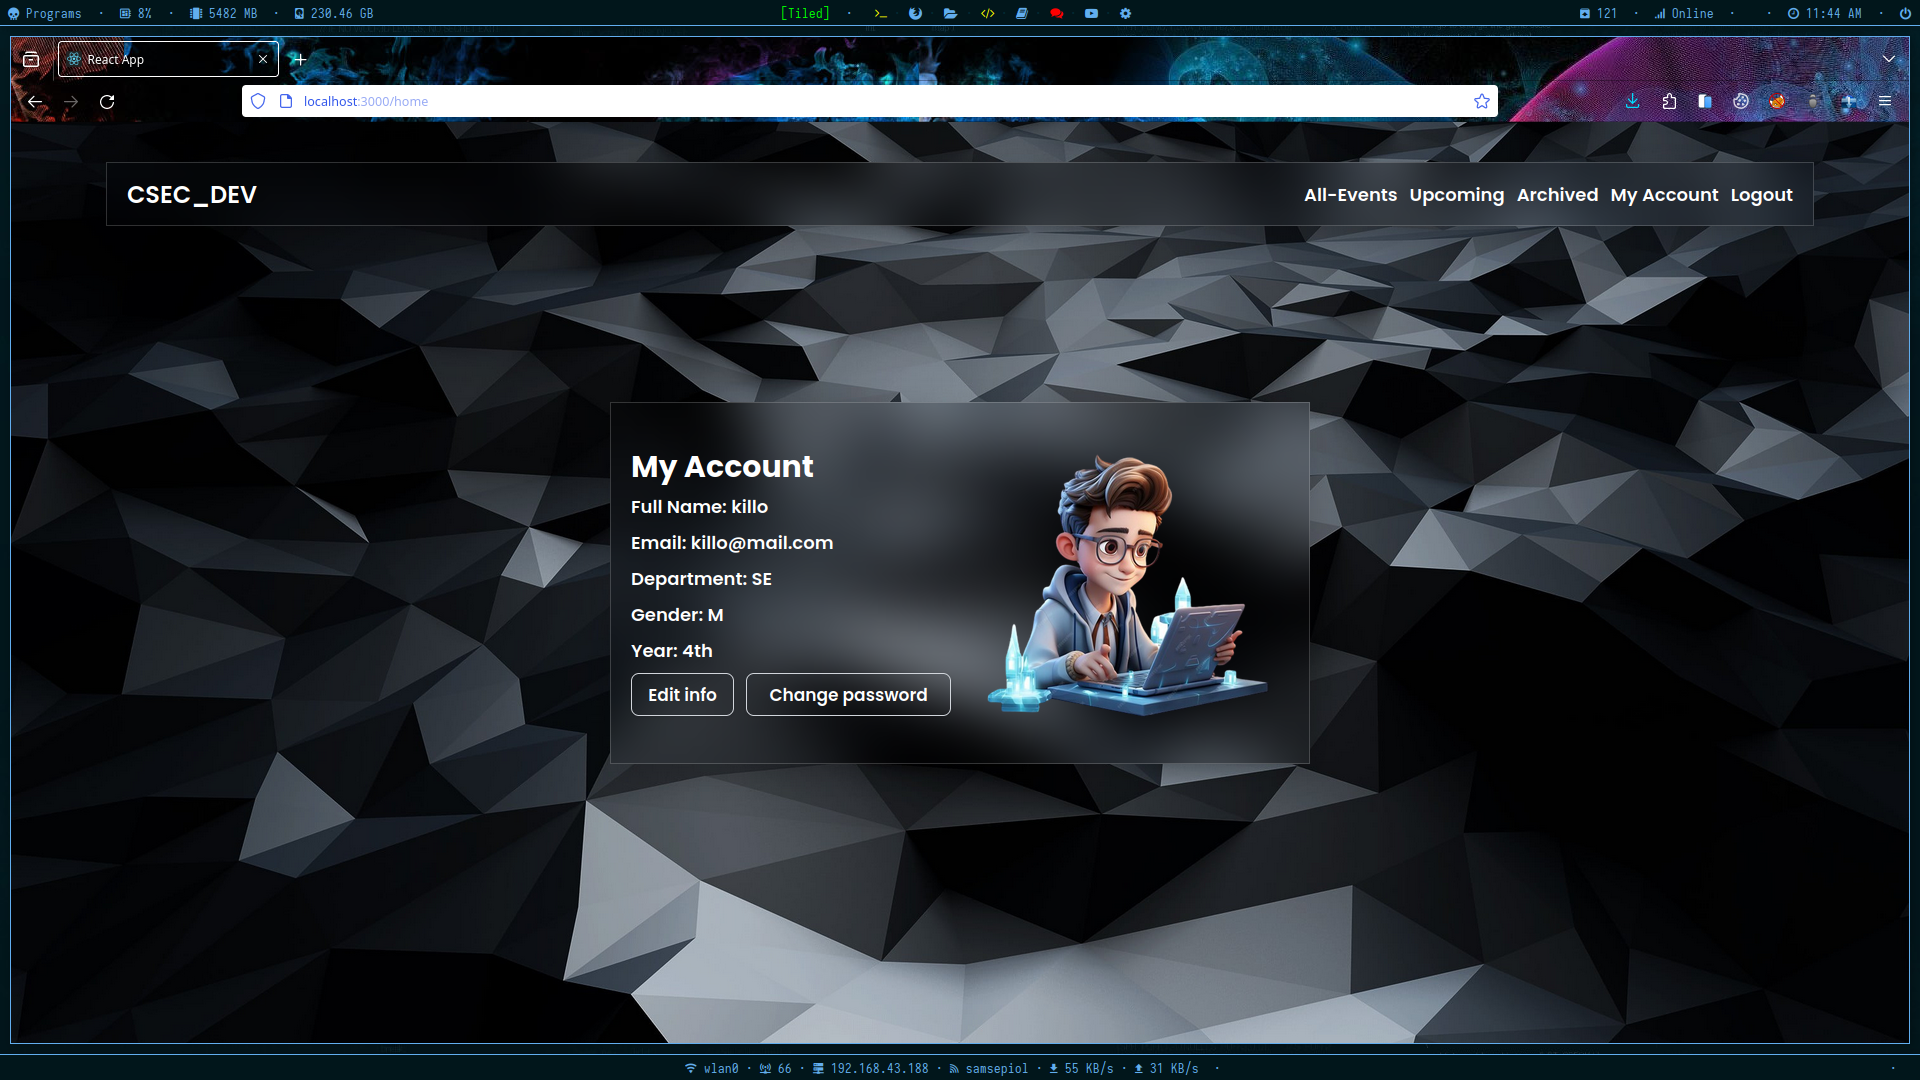 Programs · 8% · 5482 MB · 230.46 GB
[Tiled] ·
121 · Online · · 11:44 AM ·
React App
localhost:3000/home
CSEC_DEV
All-Events Upcoming Archived My Account Logout
My Account
Full Name: killo
Email: killo@mail.com
Department: SE
Gender: M
Year: 4th
Edit info Change password
wlan0 · 66 · 192.168.43.188 · samsepiol · 55 KB/s · 31 KB/s ·